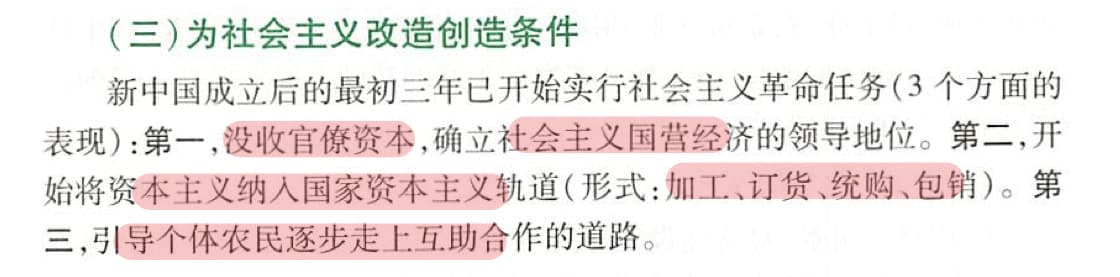 (三)为社会主义改造创造条件
新中国成立后的最初三年已开始实行社会主义革命任务(3个方面的
表现):第一,没收官僚资本,确立社会主义国营经济的领导地位。第二,开
始将资本主义纳入国家资本主义轨道(形式:加工、订货、统购、包销)。第
三,引导个体农民逐步走上互助合作的道路。